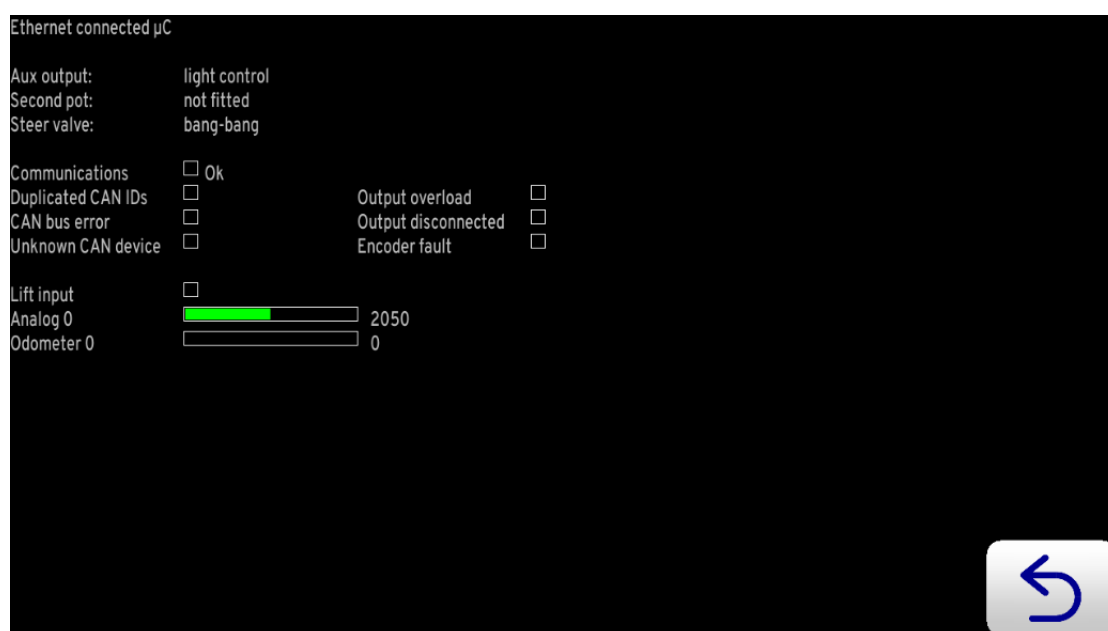 Ethernet connected µC
Aux output: light control
Second pot: not fitted
Steer valve: bang-bang
Communications Ok
Duplicated CAN IDs Output overload
CAN bus error Output disconnected
Unknown CAN device Encoder fault
Lift input
Analog 0 2050
Odometer 0 0